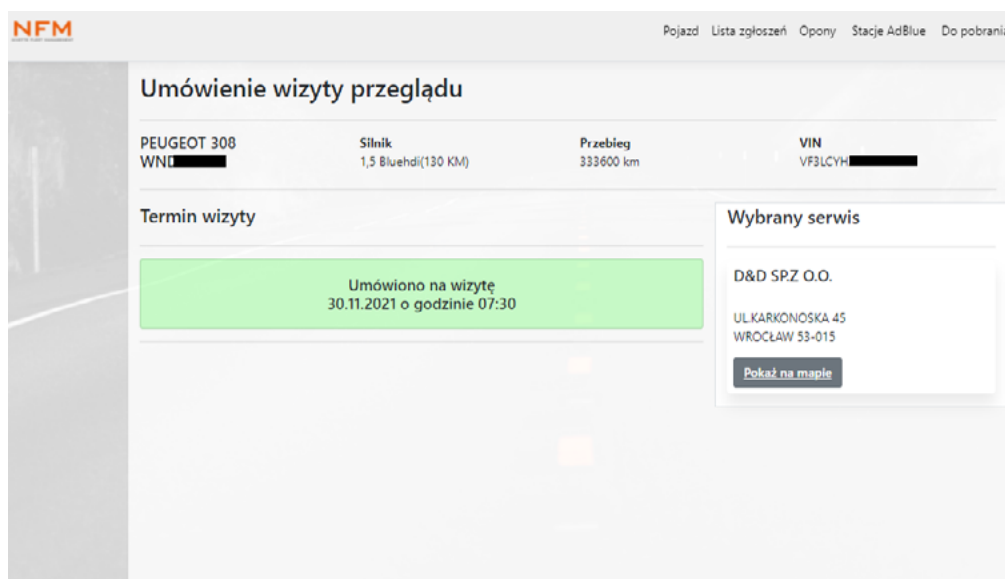 NFM
Pojazd Lista zgłoszeń Opony Stacje AdBlue Do pobrania
Umówienie wizyty przeglądu
PEUGEOT 308
WND
Silnik
1,5 Bluehdi(130 KM)
Przebieg
333600 km
VIN
VF3LCYH
Termin wizyty
Umówiono na wizytę
30.11.2021 o godzinie 07:30
Wybrany serwis
D&D SP.Z O.O.
UL.KARKONOSKA 45
WROCŁAW 53-015
Pokaż na mapie